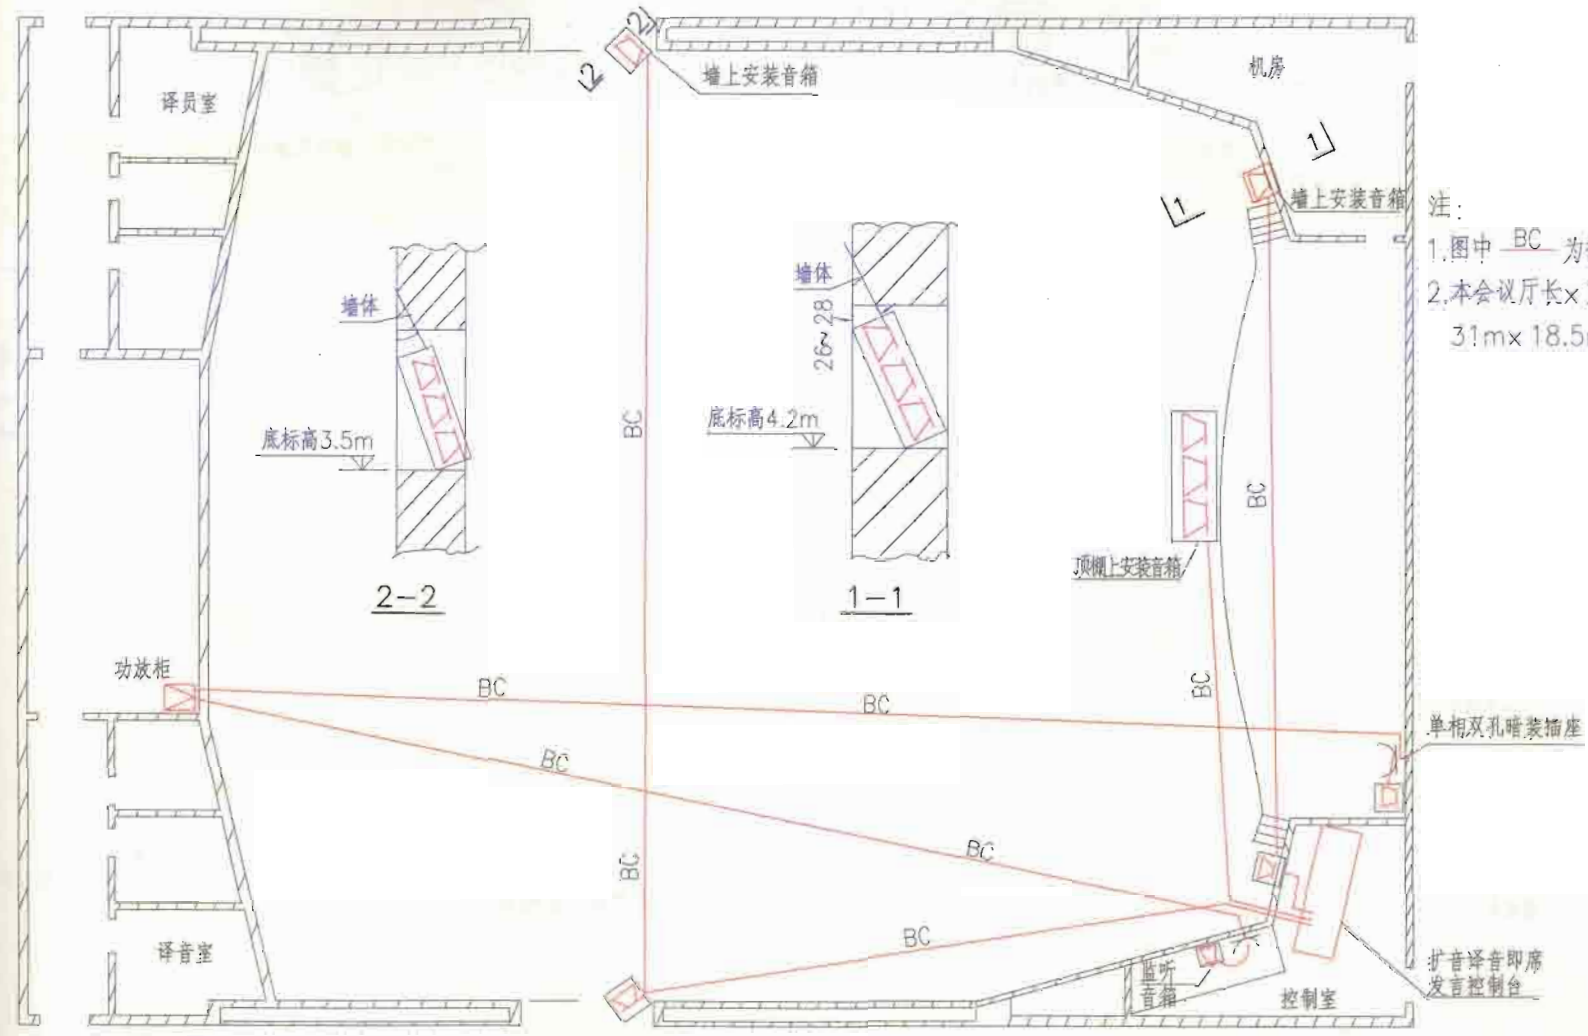 2
2
墙上安装音箱
机房
译员室
1
1
墙上安装音箱
注:
1.图中 BC 为
2.本会议厅长×
31m×18.5
墙体
墙体
26~28
底标高3.5m
底标高4.2m
BC
BC
顶棚上安装音箱
2-2
1-1
功放柜
BC
BC
BC
BC
单相双孔暗装插座
BC
BC
BC
译音室
监听
音箱
控制室
扩音译音即席
发言控制台